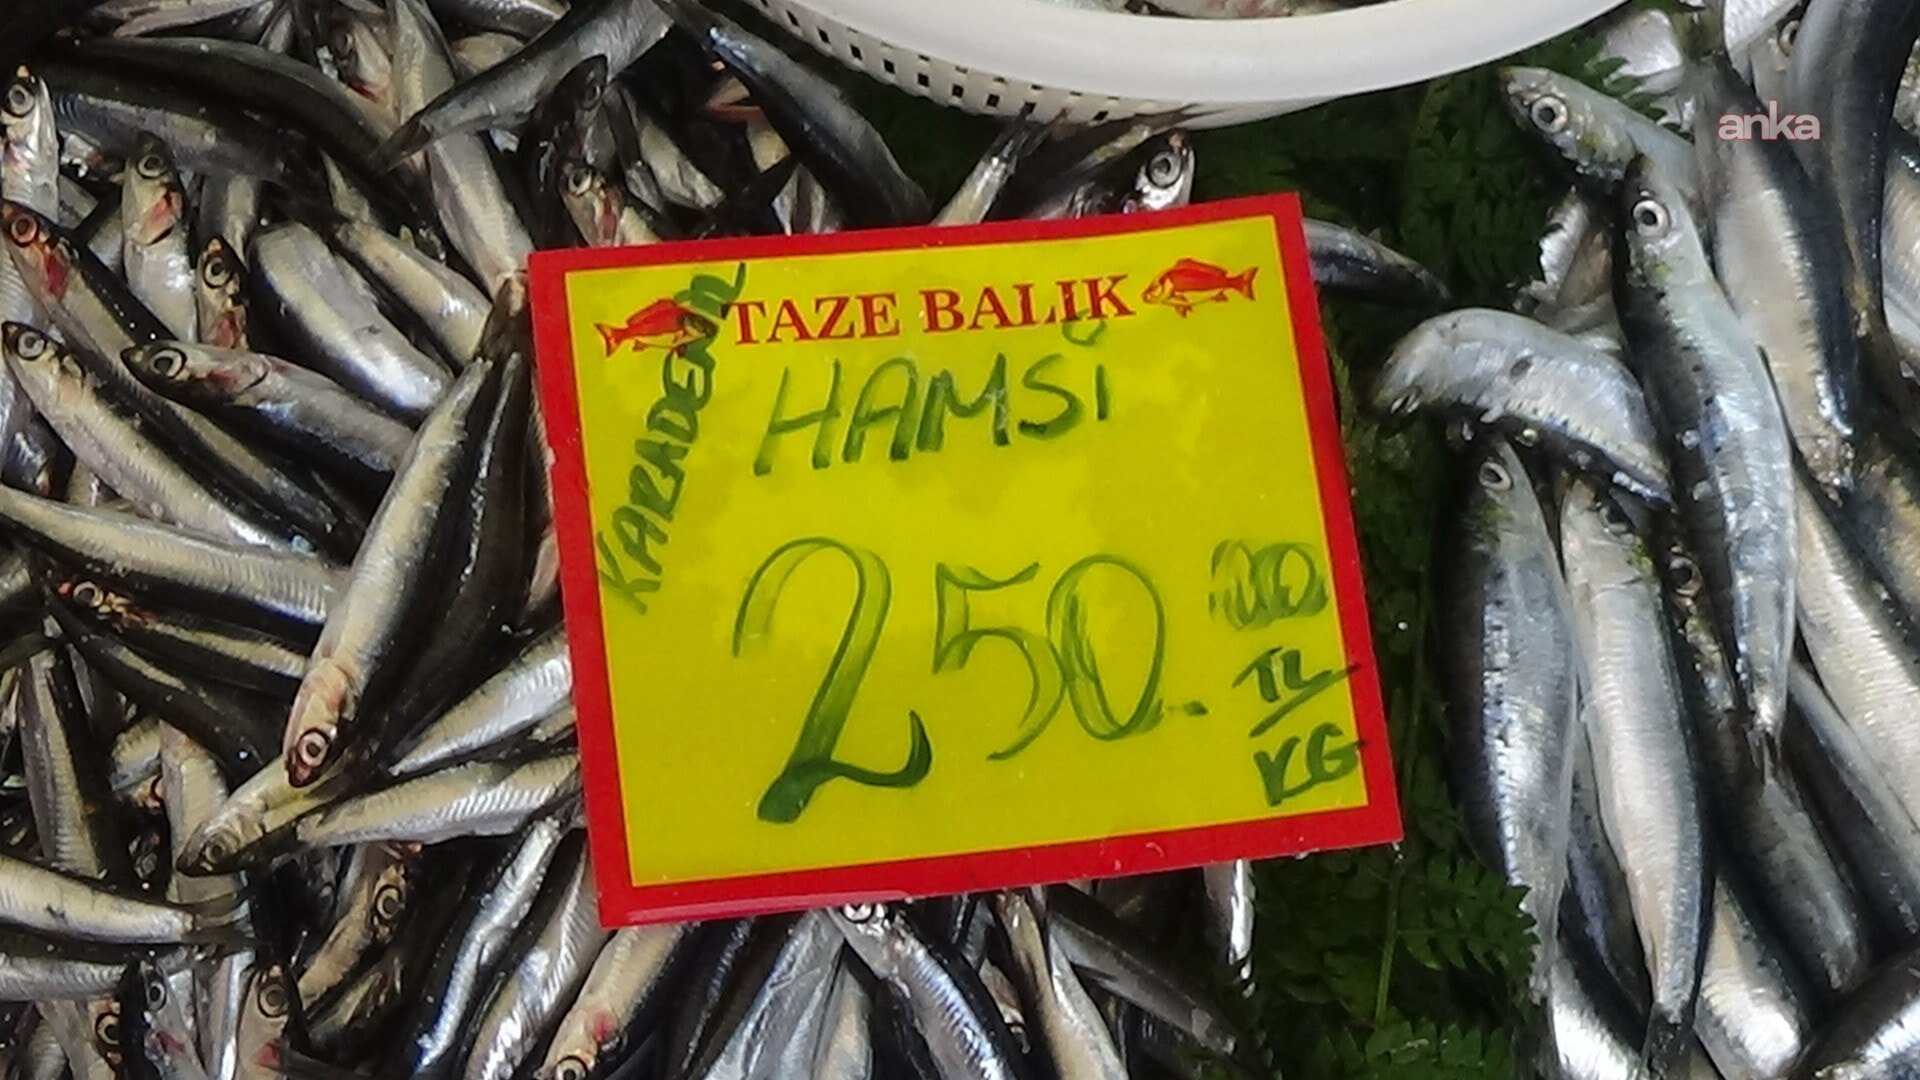 anka
TAZE BALIK
KARADENİZ
HAMSİ
250.00
TL
KG